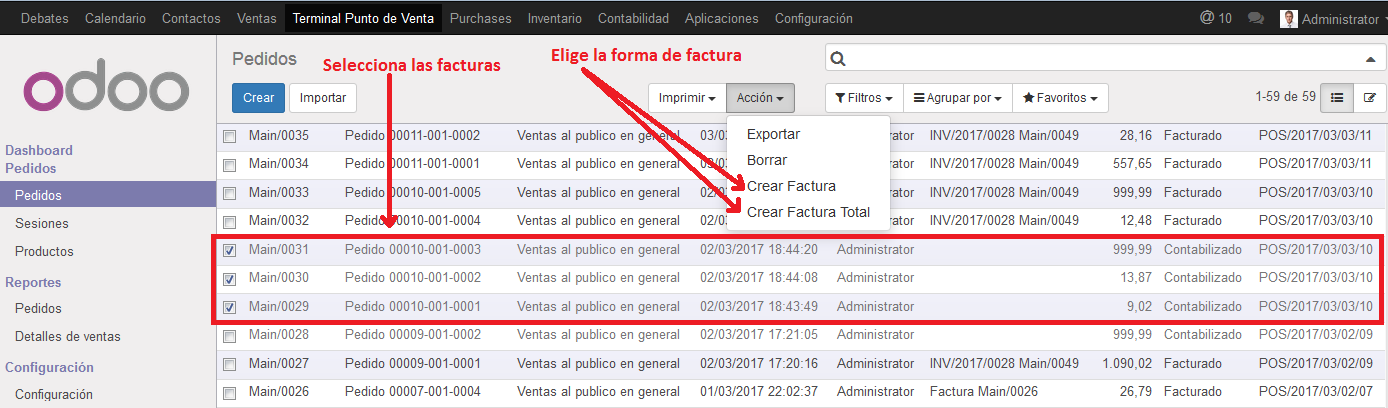 Debates Calendario Contactos Ventas Terminal Punto de Venta Purchases Inventario Contabilidad Aplicaciones Configuración @ 10 Administrator
odoo
Pedidos
Selecciona las facturas
Elige la forma de factura
Crear Importar Imprimir Acción Filtros Agrupar por Favoritos 1-59 de 59
Exportar
Borrar
Crear Factura
Crear Factura Total
Dashboard
Pedidos
Pedidos
Sesiones
Productos
Reportes
Pedidos
Detalles de ventas
Configuración
Configuración
Main/0035 Pedido 00011-001-0002 Ventas al publico en general 03/03 Administrator INV/2017/0028 Main/0049 28,16 Facturado POS/2017/03/03/11
Main/0034 Pedido 00011-001-0001 Ventas al publico en general Administrator INV/2017/0028 Main/0049 557,65 Facturado POS/2017/03/03/11
Main/0033 Pedido 00010-001-0005 Ventas al publico en general 02/03 Administrator INV/2017/0028 Main/0049 999,99 Facturado POS/2017/03/03/10
Main/0032 Pedido 00010-001-0004 Ventas al publico en general 02/03 Administrator INV/2017/0028 Main/0049 12,48 Facturado POS/2017/03/03/10
Main/0031 Pedido 00010-001-0003 Ventas al publico en general 02/03/2017 18:44:20 Administrator 999,99 Contabilizado POS/2017/03/03/10
Main/0030 Pedido 00010-001-0002 Ventas al publico en general 02/03/2017 18:44:08 Administrator 13,87 Contabilizado POS/2017/03/03/10
Main/0029 Pedido 00010-001-0001 Ventas al publico en general 02/03/2017 18:43:49 Administrator 9,02 Contabilizado POS/2017/03/03/10
Main/0028 Pedido 00009-001-0002 Ventas al publico en general 02/03/2017 17:21:05 Administrator 999,99 Contabilizado POS/2017/03/02/09
Main/0027 Pedido 00009-001-0001 Ventas al publico en general 02/03/2017 17:20:16 Administrator INV/2017/0028 Main/0049 1.090,02 Facturado POS/2017/03/02/09
Main/0026 Pedido 00007-001-0004 Ventas al publico en general 01/03/2017 22:02:37 Administrator Factura Main/0026 26,79 Facturado POS/2017/03/02/07